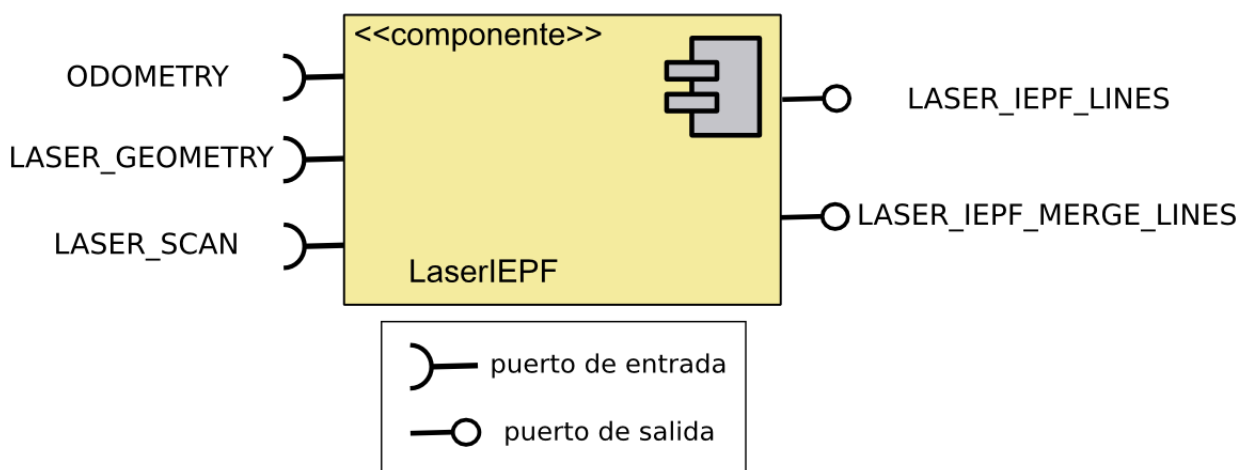 <<componente>>
ODOMETRY
LASER_GEOMETRY
LASER_SCAN
LaserIEPF
LASER_IEPF_LINES
LASER_IEPF_MERGE_LINES
puerto de entrada
puerto de salida